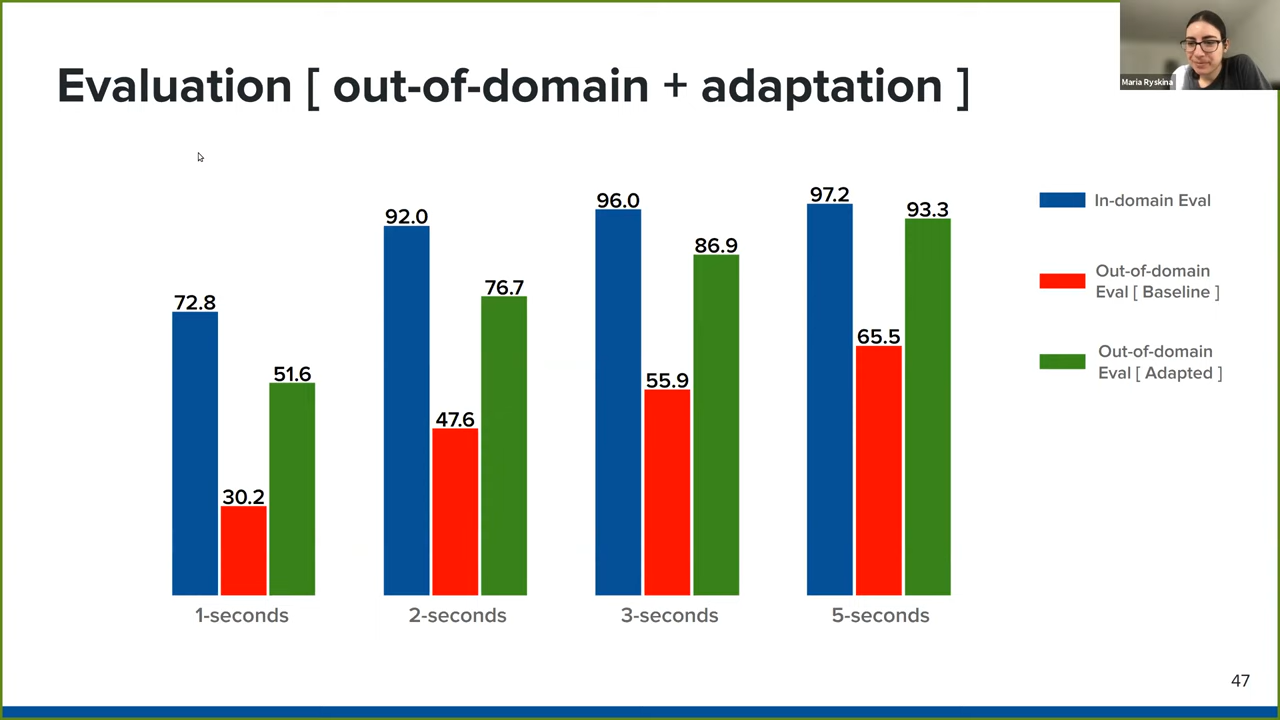 Evaluation [ out-of-domain + adaptation ]
Maria Ryskina
72.8
30.2
51.6
92.0
47.6
76.7
96.0
55.9
86.9
97.2
65.5
93.3
1-seconds
2-seconds
3-seconds
5-seconds
In-domain Eval
Out-of-domain
Eval [ Baseline ]
Out-of-domain
Eval [ Adapted ]
47